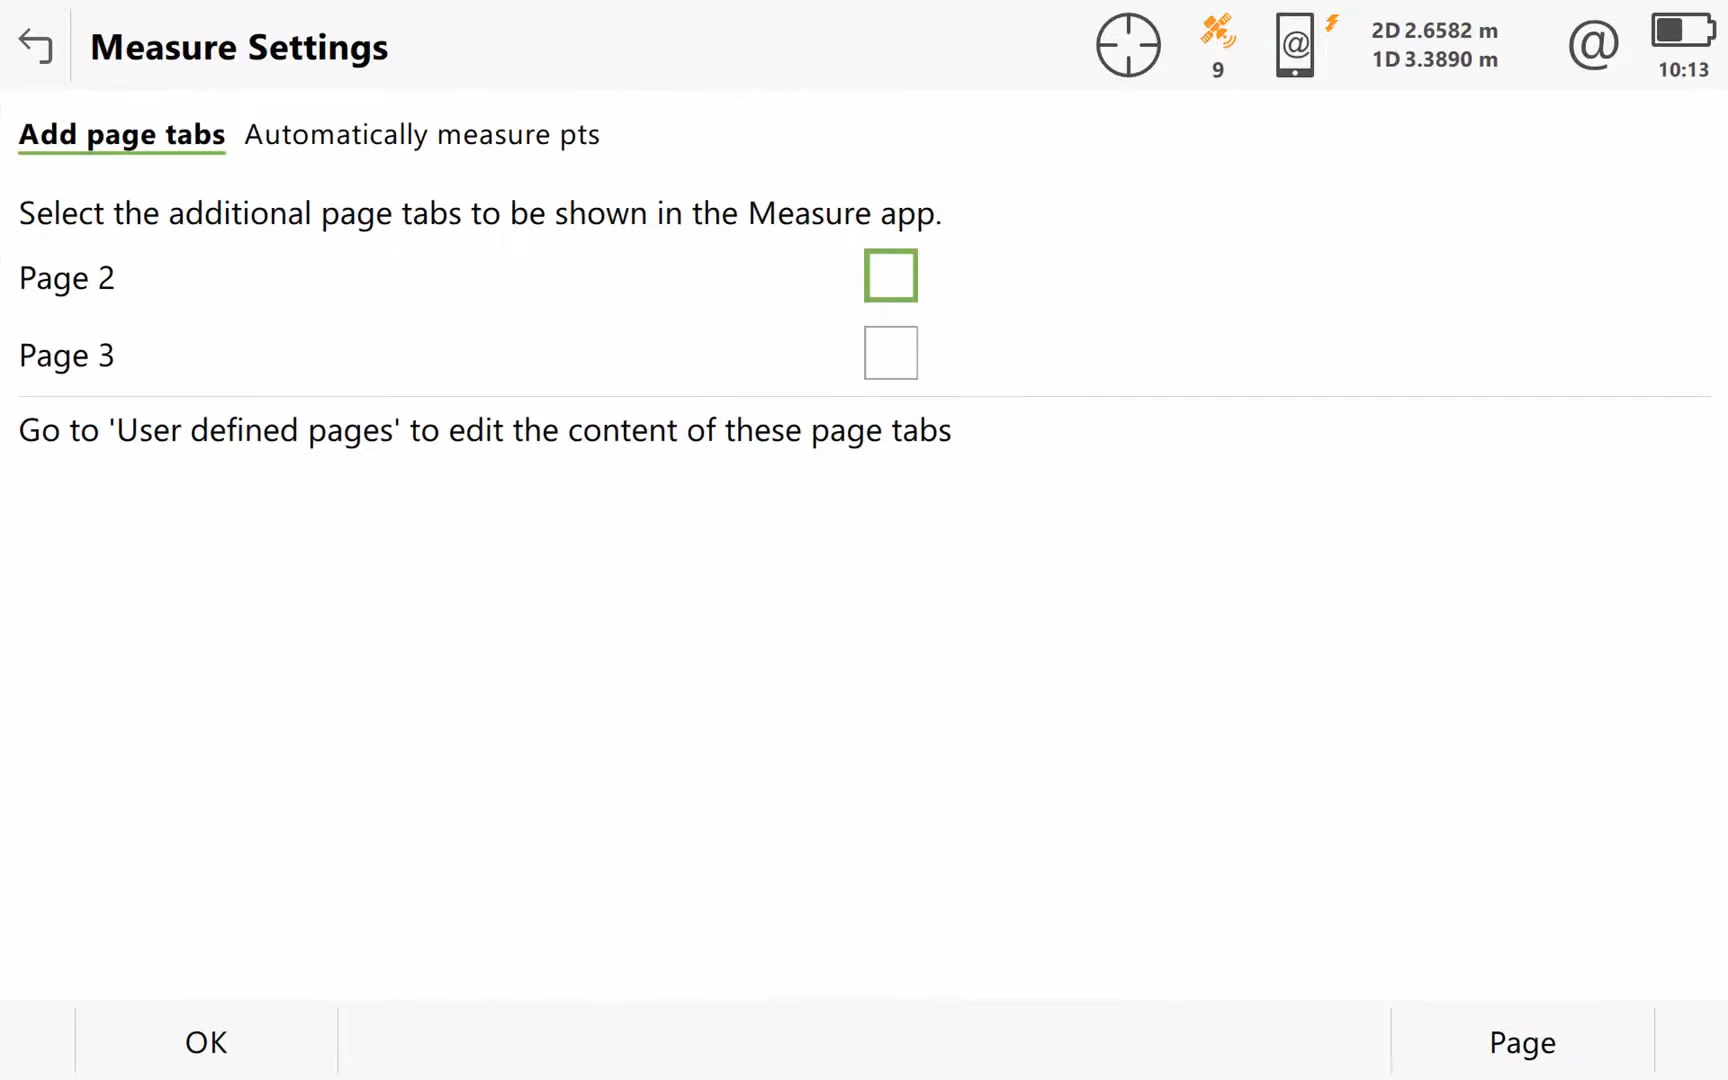 Measure Settings
9
@
2D 2.6582 m
1D 3.3890 m
@
10:13
Add page tabs Automatically measure pts
Select the additional page tabs to be shown in the Measure app.
Page 2
Page 3
Go to 'User defined pages' to edit the content of these page tabs
OK
Page